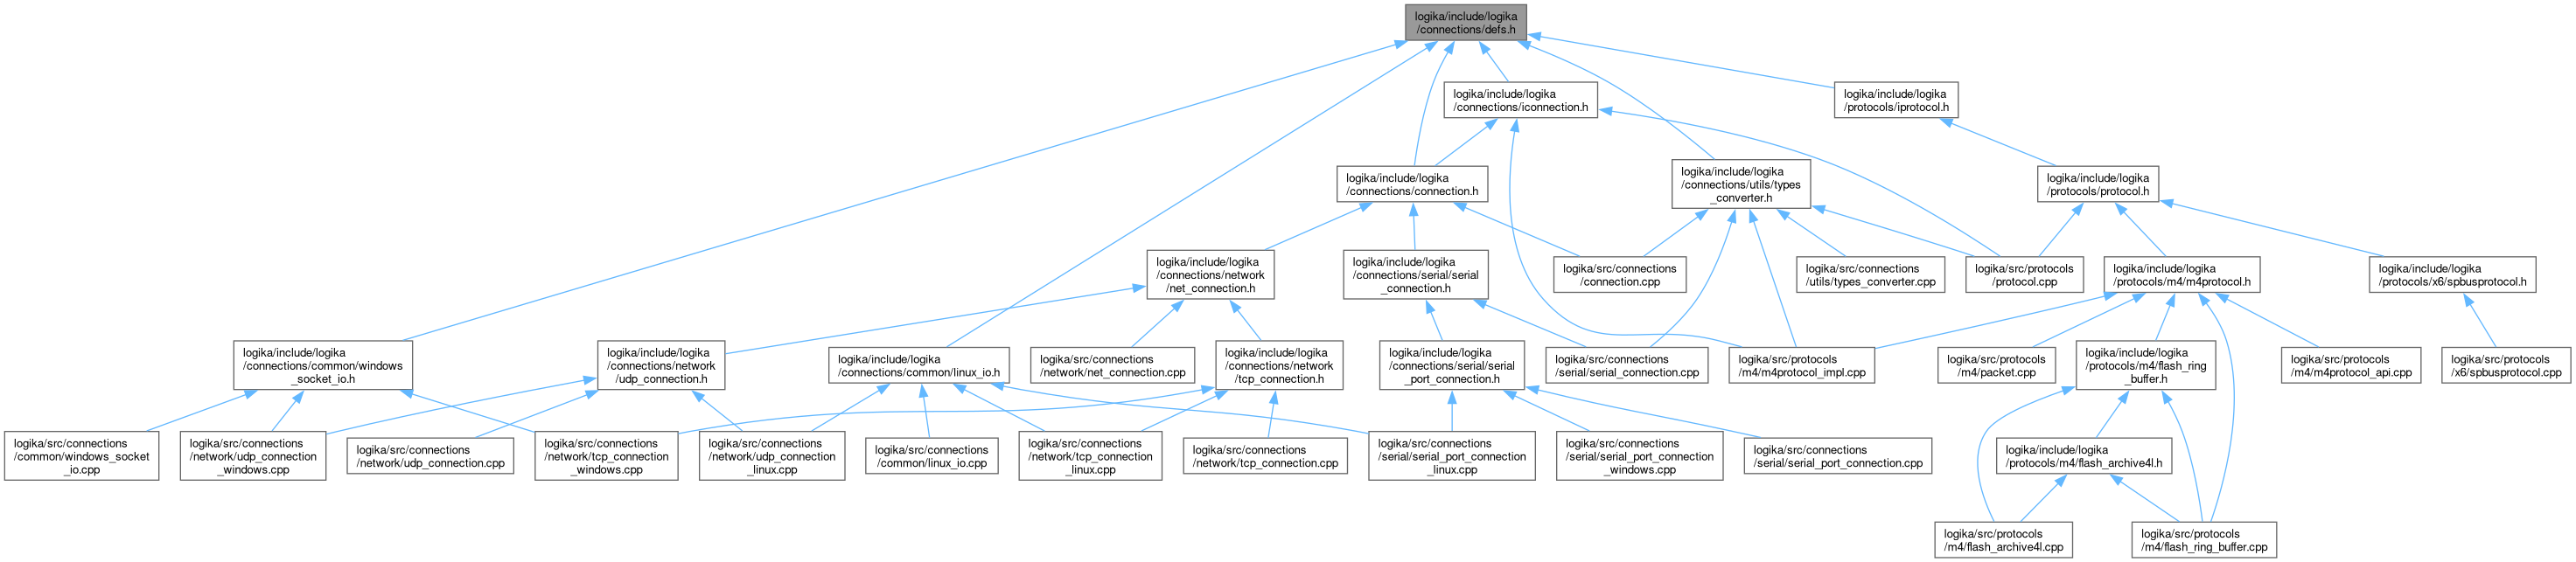 logika/include/logika
/connections/defs.h
logika/include/logika
/connections/iconnection.h
logika/include/logika
/protocols/iprotocol.h
logika/include/logika
/connections/connection.h
logika/include/logika
/connections/utils/types
_converter.h
logika/include/logika
/protocols/protocol.h
logika/include/logika
/connections/network
/net_connection.h
logika/include/logika
/connections/serial/serial
_connection.h
logika/src/connections
/connection.cpp
logika/src/connections
/utils/types_converter.cpp
logika/src/protocols
/protocol.cpp
logika/include/logika
/protocols/m4/m4protocol.h
logika/include/logika
/protocols/x6/spbusprotocol.h
logika/include/logika
/connections/common/windows
_socket_io.h
logika/include/logika
/connections/network
/udp_connection.h
logika/include/logika
/connections/common/linux_io.h
logika/src/connections
/network/net_connection.cpp
logika/include/logika
/connections/network
/tcp_connection.h
logika/include/logika
/connections/serial/serial
_port_connection.h
logika/src/connections
/serial/serial_connection.cpp
logika/src/protocols
/m4/m4protocol_impl.cpp
logika/src/protocols
/m4/packet.cpp
logika/include/logika
/protocols/m4/flash_ring
_buffer.h
logika/src/protocols
/m4/m4protocol_api.cpp
logika/src/protocols
/x6/spbusprotocol.cpp
logika/src/connections
/common/windows_socket
_io.cpp
logika/src/connections
/network/udp_connection
_windows.cpp
logika/src/connections
/network/udp_connection.cpp
logika/src/connections
/network/tcp_connection
_windows.cpp
logika/src/connections
/network/udp_connection
_linux.cpp
logika/src/connections
/common/linux_io.cpp
logika/src/connections
/network/tcp_connection
_linux.cpp
logika/src/connections
/network/tcp_connection.cpp
logika/src/connections
/serial/serial_port_connection
_linux.cpp
logika/src/connections
/serial/serial_port_connection
_windows.cpp
logika/src/connections
/serial/serial_port_connection.cpp
logika/include/logika
/protocols/m4/flash_archive4l.h
logika/src/protocols
/m4/flash_archive4l.cpp
logika/src/protocols
/m4/flash_ring_buffer.cpp